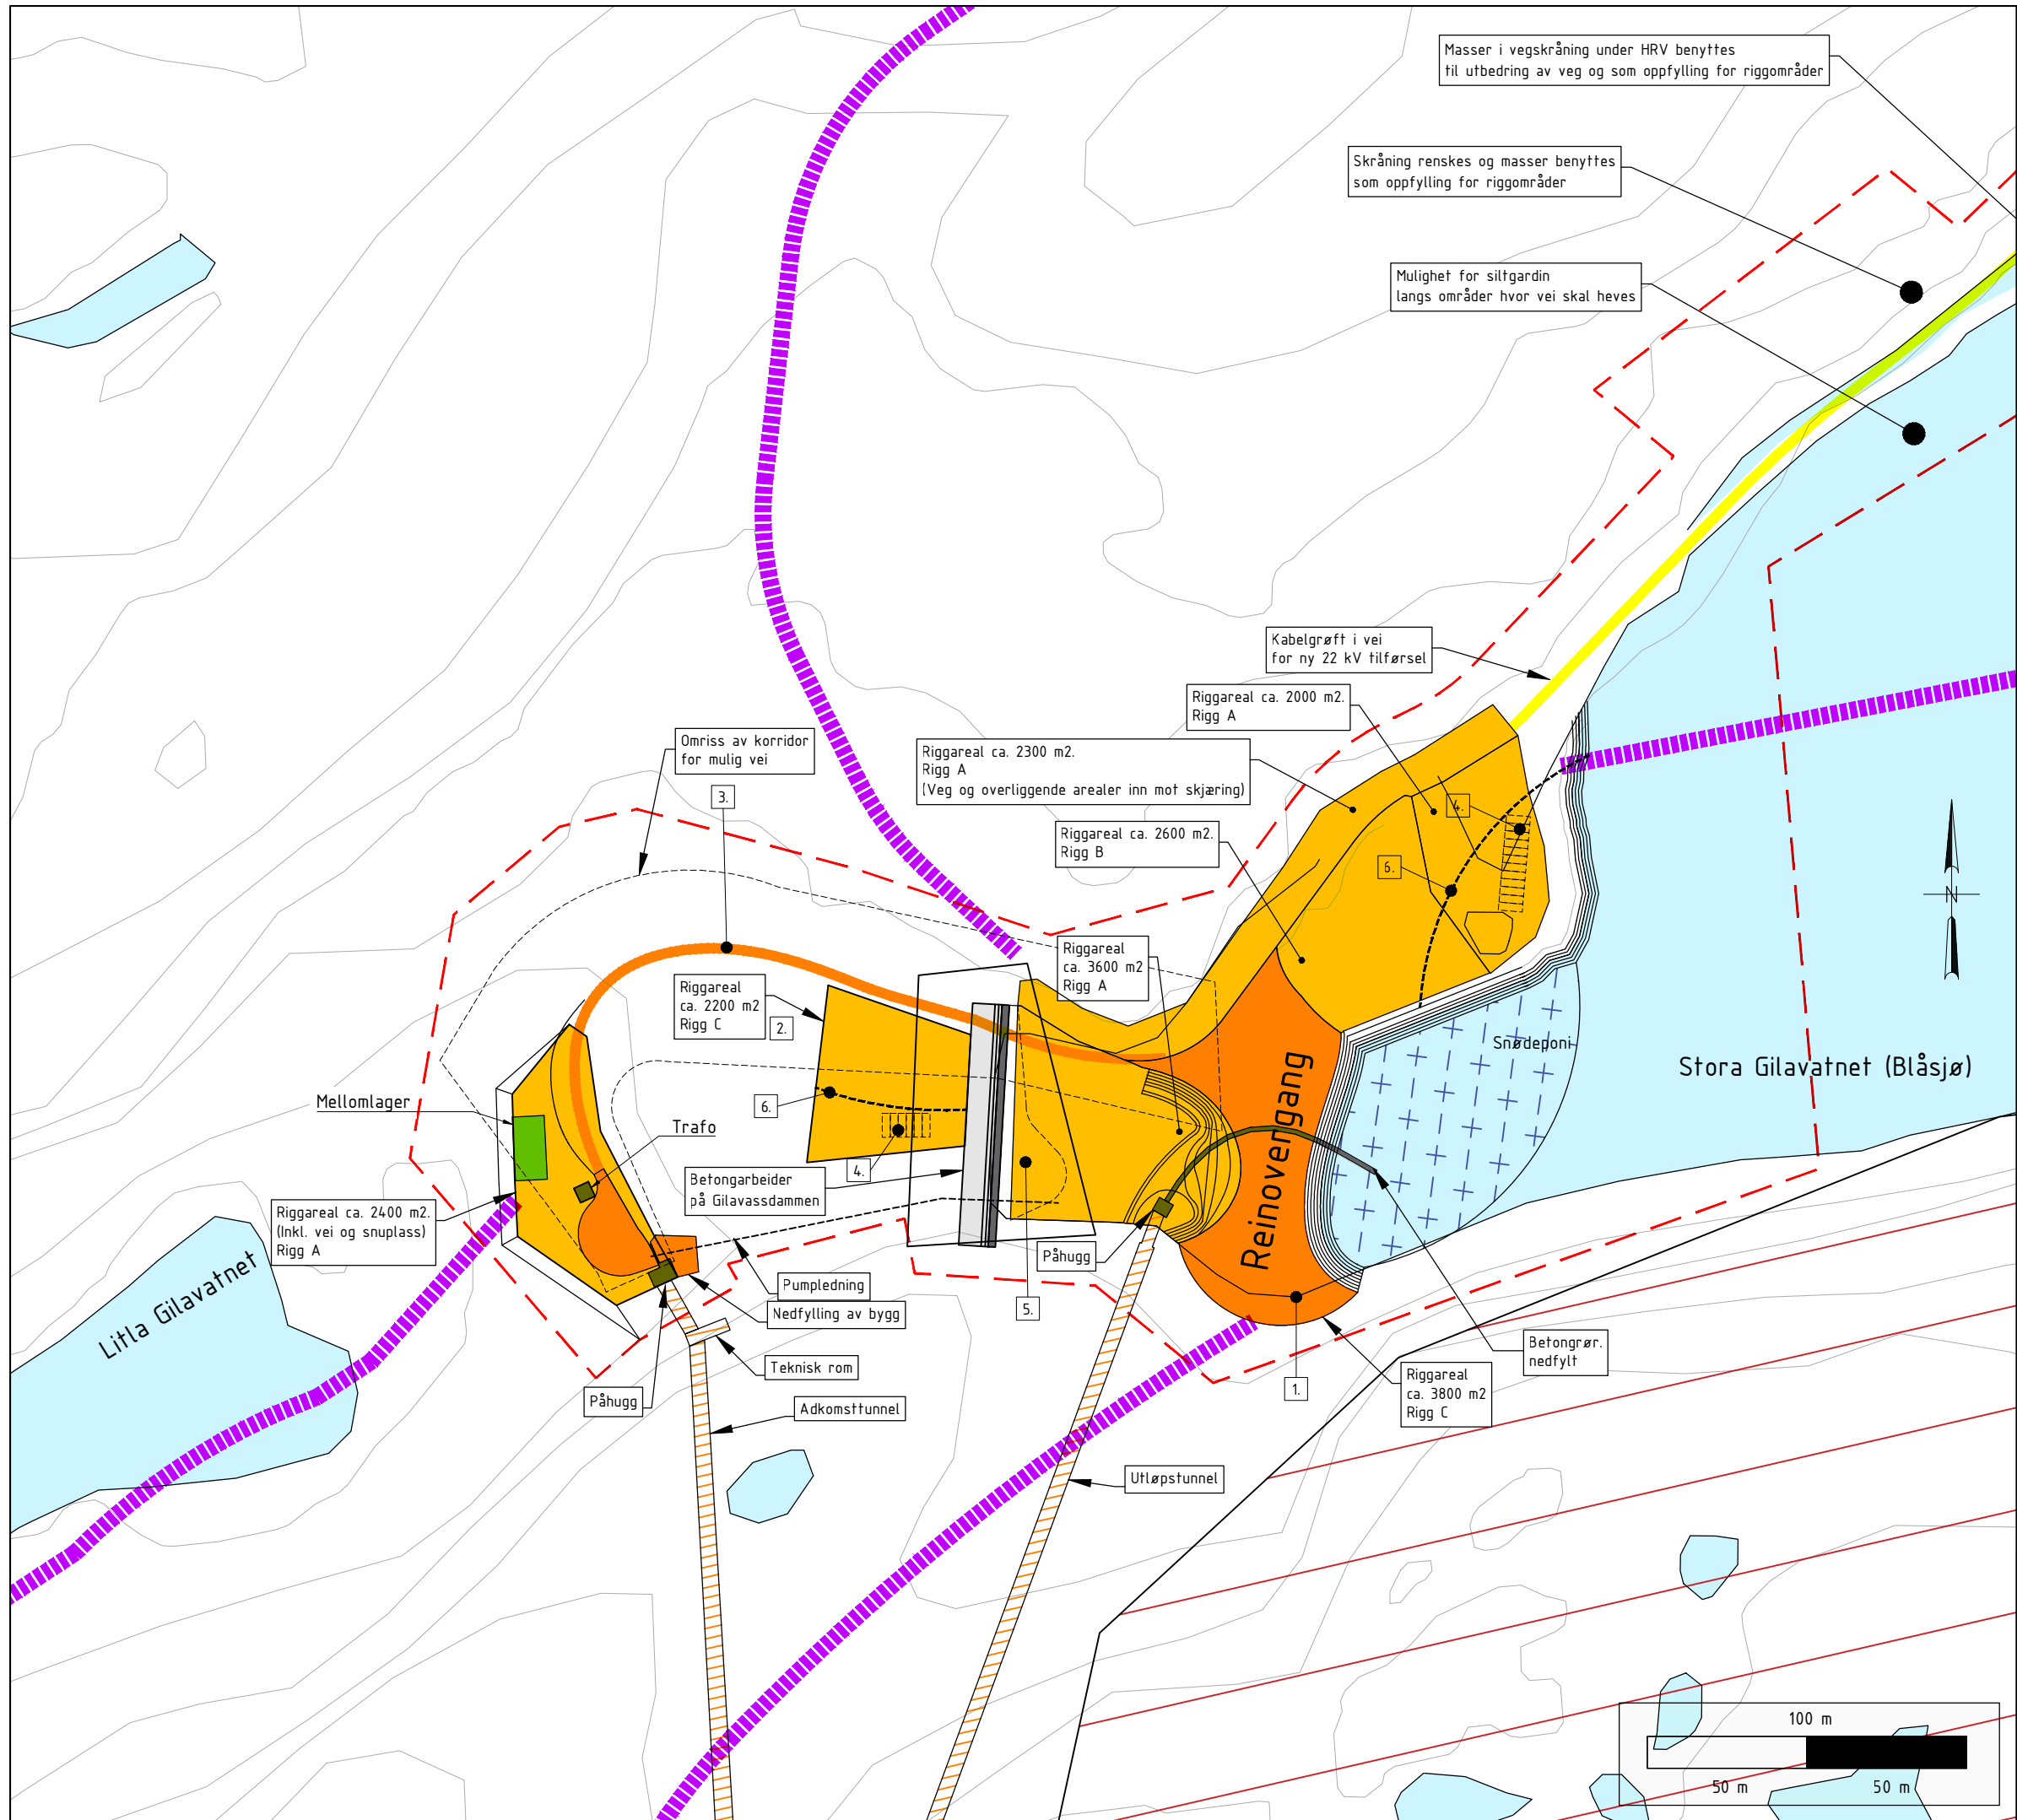 Masser i vegskråning under HRV benyttes
til utbedring av veg og som oppfylling for riggområder
Skråning renskes og masser benyttes
som oppfylling for riggområder
Mulighet for siltgardin
langs områder hvor vei skal heves
Kabelgrøft i vei
for ny 22 kV tilførsel
Riggareal ca. 2000 m2.
Rigg A
Omriss av korridor
for mulig vei
Riggareal ca. 2300 m2.
Rigg A
(Veg og overliggende arealer inn mot skjæring)
3.
4.
Riggareal ca. 2600 m2.
Rigg B
6.
N
Riggareal
ca. 3600 m2
Rigg A
Riggareal
ca. 2200 m2
Rigg C
2.
Snødeponi
Stora Gilavatnet (Blåsjø)
Mellomlager
6.
Trafo
4.
Betongarbeider
på Gilavassdammen
Reinovergang
Riggareal ca. 2400 m2.
(Inkl. vei og snuplass)
Rigg A
Påhugg
Litla Gilavatnet
Pumpledning
Nedfylling av bygg
5.
Teknisk rom
Betongrør.
nedfylt
Påhugg
1.
Riggareal
ca. 3800 m2
Rigg C
Adkomsttunnel
Utløpstunnel
100 m
50 m
50 m